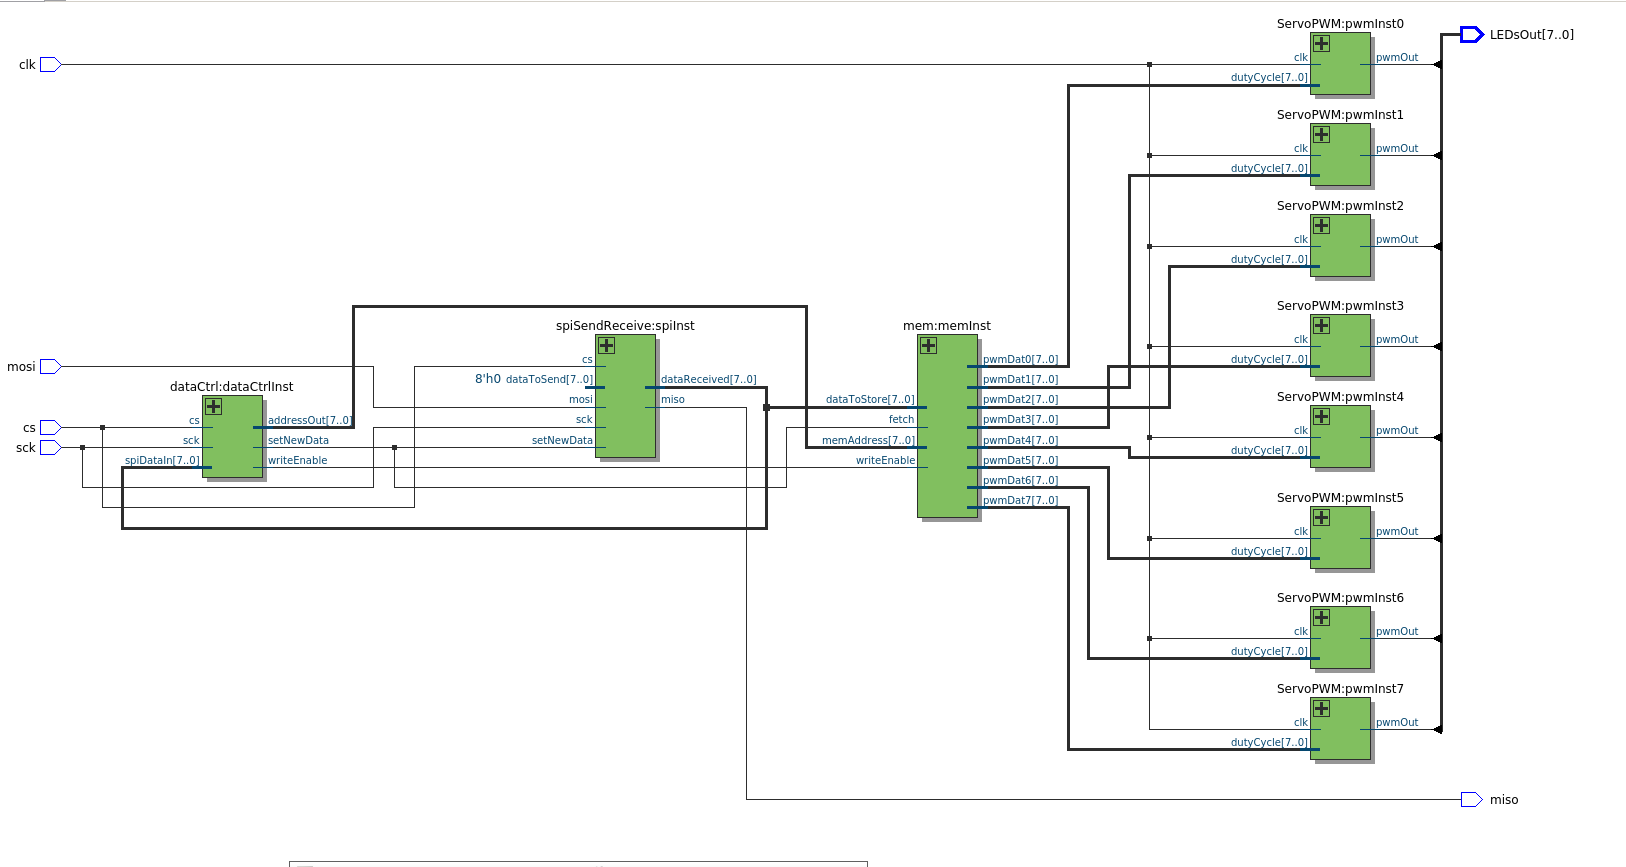 clk
mosi
cs
sck
dataCtrl:dataCtrlInst
cs
sck
spiDataIn[7..0]
addressOut[7..0]
setNewData
writeEnable
spiSendReceive:spiInst
cs
8'h0 dataToSend[7..0]
mosi
sck
setNewData
dataReceived[7..0]
miso
mem:memInst
dataToStore[7..0]
fetch
memAddress[7..0]
writeEnable
pwmDat0[7..0]
pwmDat1[7..0]
pwmDat2[7..0]
pwmDat3[7..0]
pwmDat4[7..0]
pwmDat5[7..0]
pwmDat6[7..0]
pwmDat7[7..0]
ServoPWM:pwmInst0
clk
dutyCycle[7..0]
pwmOut
ServoPWM:pwmInst1
clk
dutyCycle[7..0]
pwmOut
ServoPWM:pwmInst2
clk
dutyCycle[7..0]
pwmOut
ServoPWM:pwmInst3
clk
dutyCycle[7..0]
pwmOut
ServoPWM:pwmInst4
clk
dutyCycle[7..0]
pwmOut
ServoPWM:pwmInst5
clk
dutyCycle[7..0]
pwmOut
ServoPWM:pwmInst6
clk
dutyCycle[7..0]
pwmOut
ServoPWM:pwmInst7
clk
dutyCycle[7..0]
pwmOut
LEDsOut[7..0]
miso